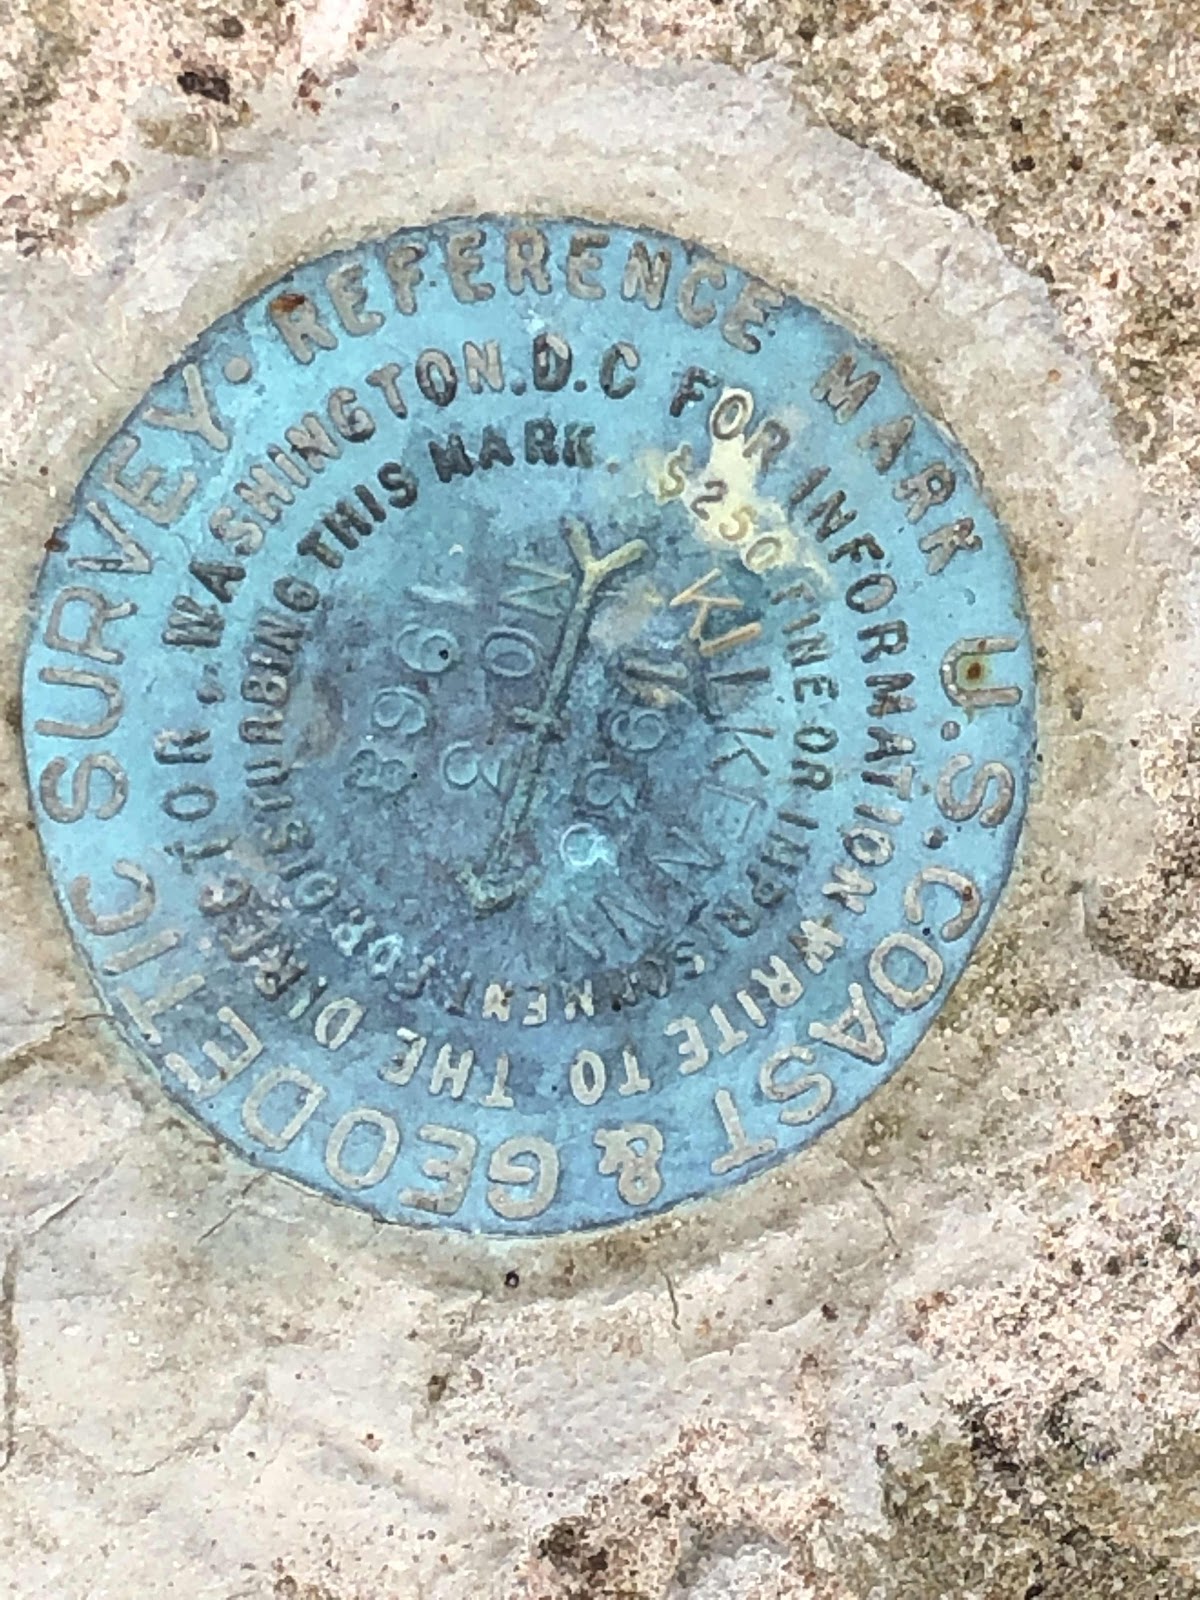 U.S. COAST & GEODETIC SURVEY · REFERENCE MARK
FOR INFORMATION WRITE TO THE DIRECTOR. WASHINGTON. D.C
$250 FINE OR IMPRISONMENT FOR DISTURBING THIS MARK.
NO 3
1968